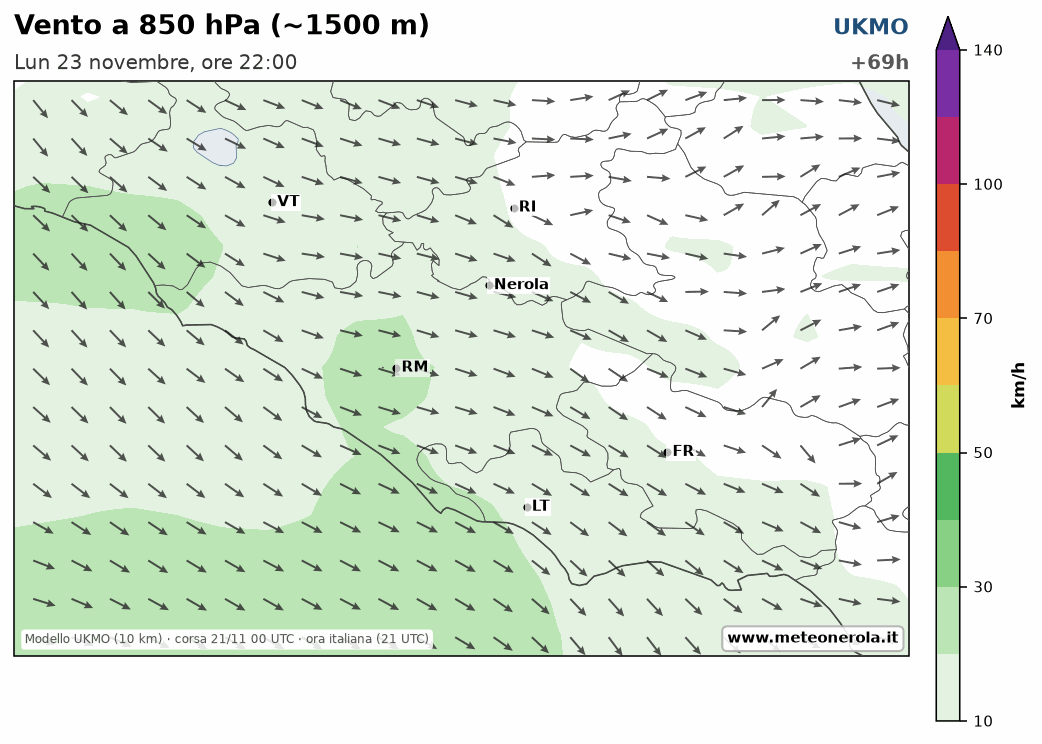 Vento a 850 hPa (~1500 m)
UKMO
Lun 23 novembre, ore 22:00
+69h
VT
RI
Nerola
RM
FR
LT
Modello UKMO (10 km) · corsa 21/11 00 UTC · ora italiana (21 UTC)
www.meteonerola.it
140
100
70
50
30
10
km/h